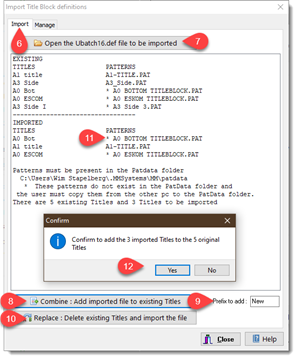 Import Title Block definitions
Import Manage
6
Open the Ubatch16.def file to be imported
7
EXISTING
TITLES PATTERNS
A1 title A1-TITLE.PAT
A3 Side A3_Side.PAT
A0 Bot * A0 BOTTOM TITLEBLOCK.PAT
A0 ESCOM * A0 ESKOM TITLEBLOCK.PAT
A3 Side I * A3 Side 3.PAT
IMPORTED
TITLES PATTERNS
11
A0 Bot * A0 BOTTOM TITLEBLOCK.PAT
A1 title A1-TITLE.PAT
A0 ESCOM * A0 ESKOM TITLEBLOCK.PAT
Patterns must be present in the Patdata folder
C:\Users\Wim Stapelberg\.MMSystems\MM\patdata
* These patterns do not exist in the PatData folder and
the user must copy them from the other pc to the PatData folder.
There are 5 existing Titles and 3 Titles to be imported
Confirm
Confirm to add the 3 imported Titles to the 5 original
Titles
12
Yes No
8
Combine : Add imported file to existing Titles
9
Prefix to add : New
10
Replace : Delete existing Titles and import the file
Close Help